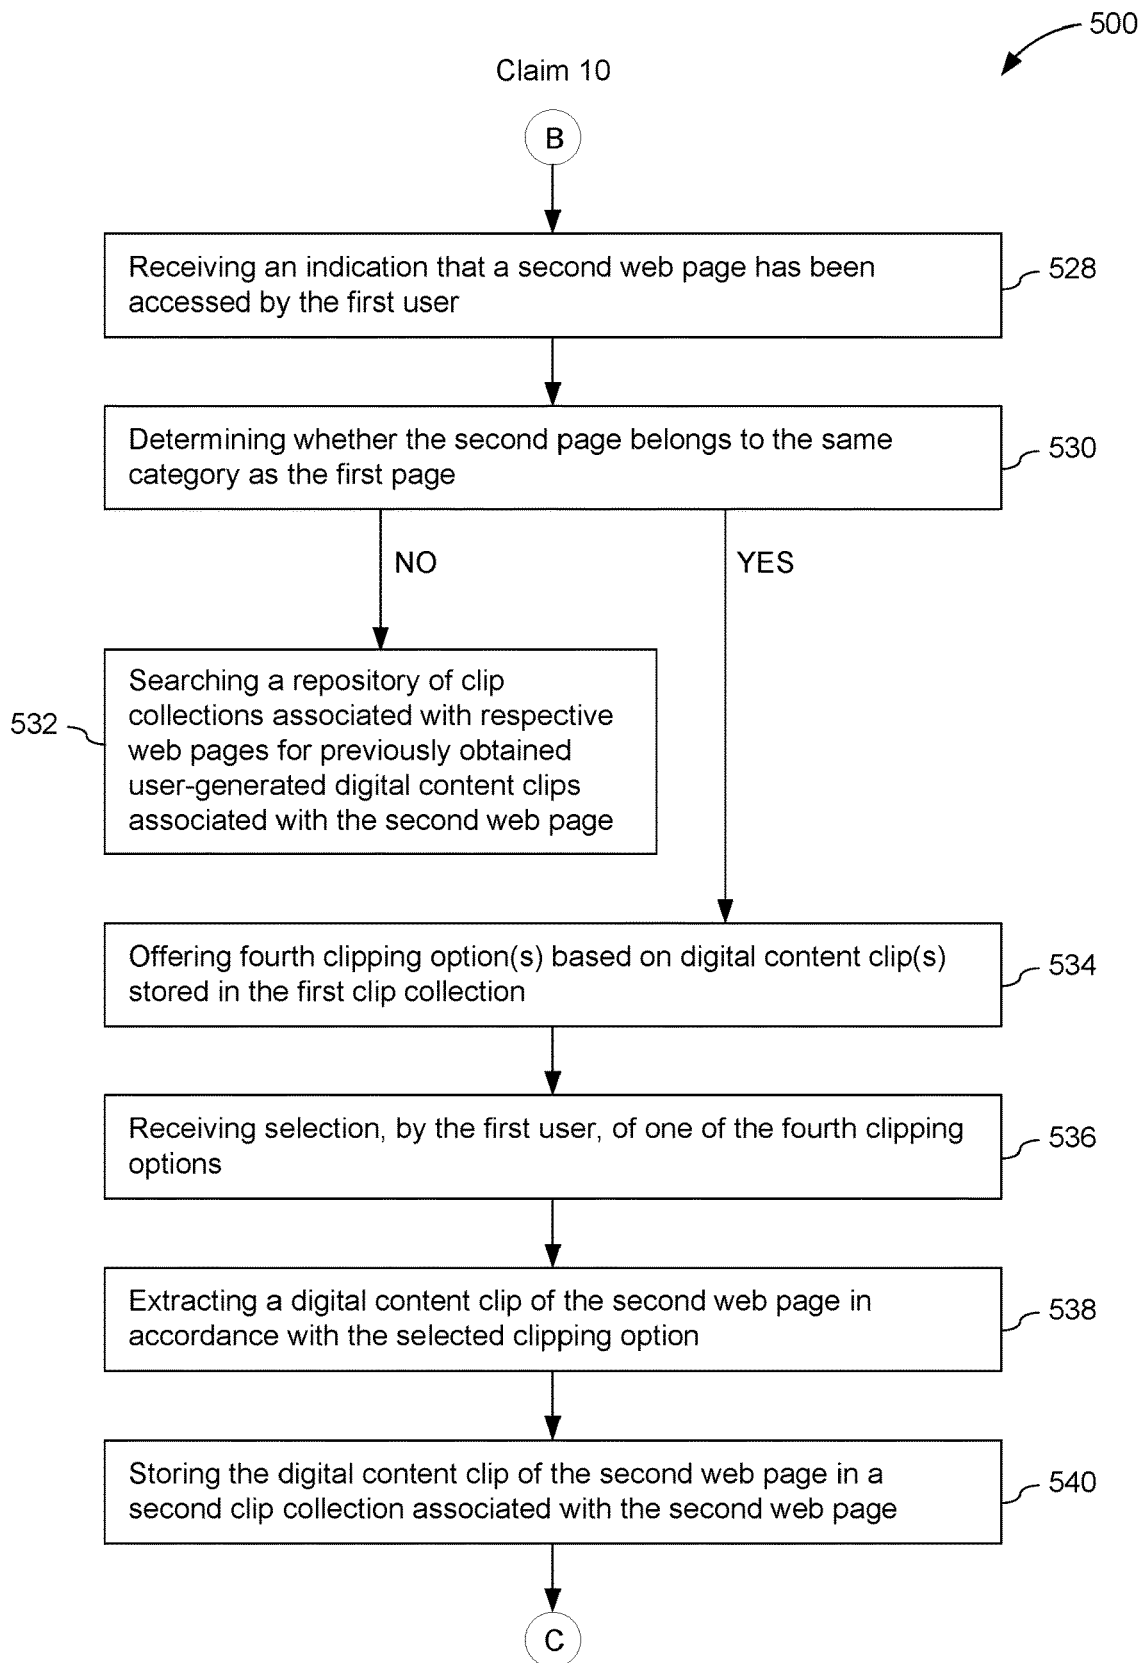 500
Claim 10
B
Receiving an indication that a second web page has been
accessed by the first user
528
Determining whether the second page belongs to the same
category as the first page
530
NO
YES
Searching a repository of clip
collections associated with respective
web pages for previously obtained
user-generated digital content clips
associated with the second web page
532
Offering fourth clipping option(s) based on digital content clip(s)
stored in the first clip collection
534
Receiving selection, by the first user, of one of the fourth clipping
options
536
Extracting a digital content clip of the second web page in
accordance with the selected clipping option
538
Storing the digital content clip of the second web page in a
second clip collection associated with the second web page
540
C